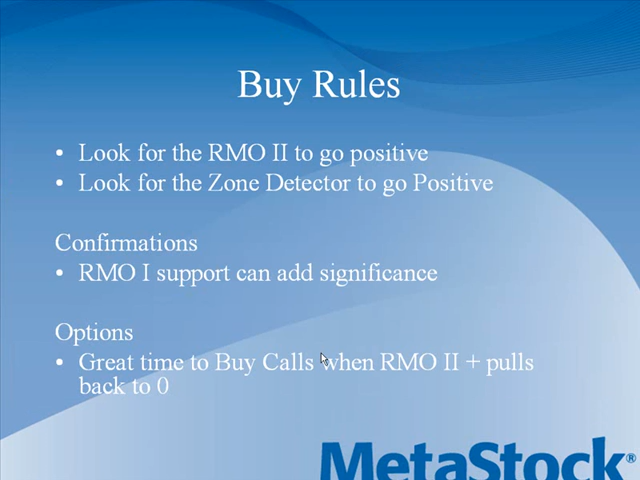 Buy Rules
• Look for the RMO II to go positive
• Look for the Zone Detector to go Positive
Confirmations
• RMO I support can add significance
Options
• Great time to Buy Calls when RMO II + pulls
back to 0
MetaStock®